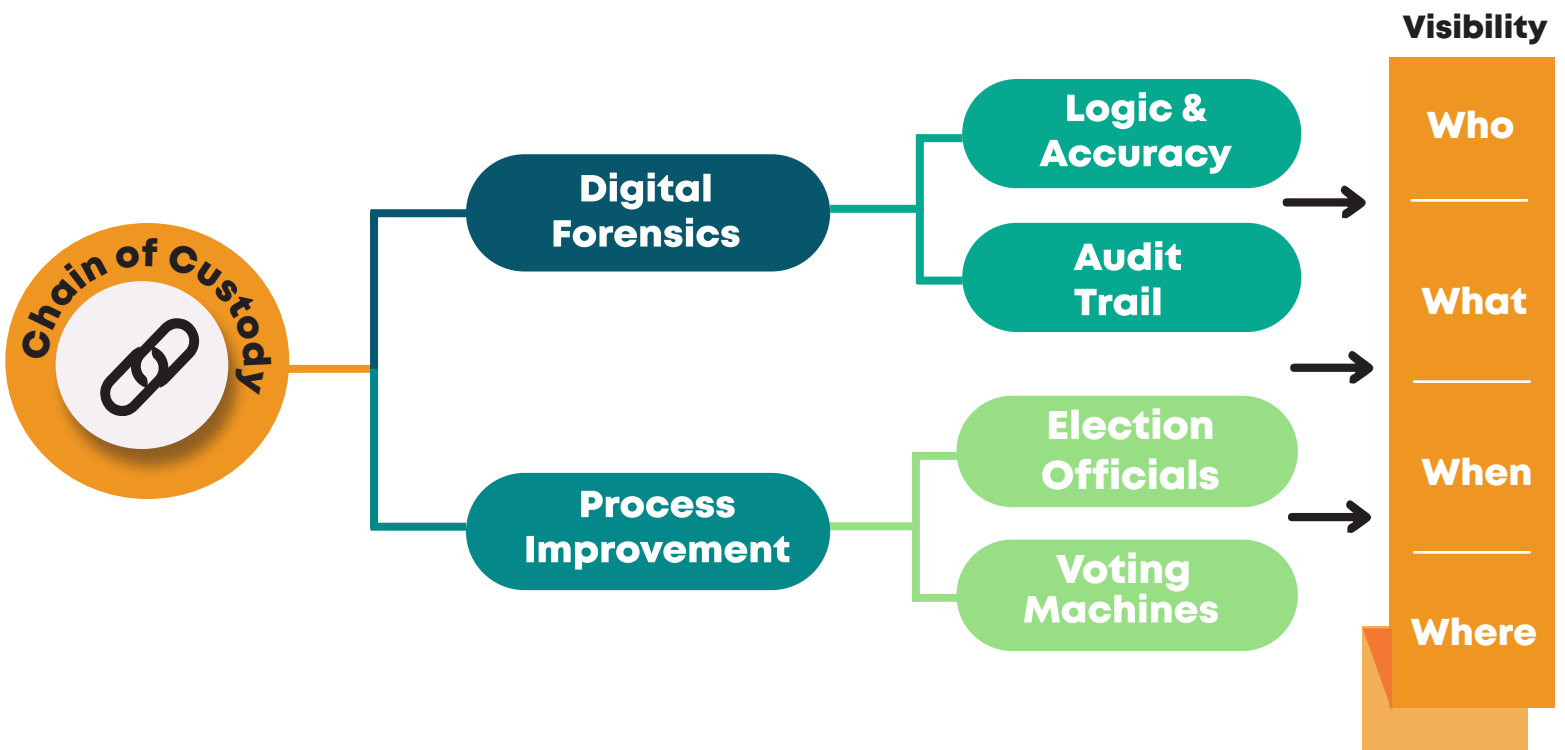 Chain of Custody
Digital
Forensics
Process
Improvement
Logic &
Accuracy
Audit
Trail
Election
Officials
Voting
Machines
Visibility
Who
What
When
Where